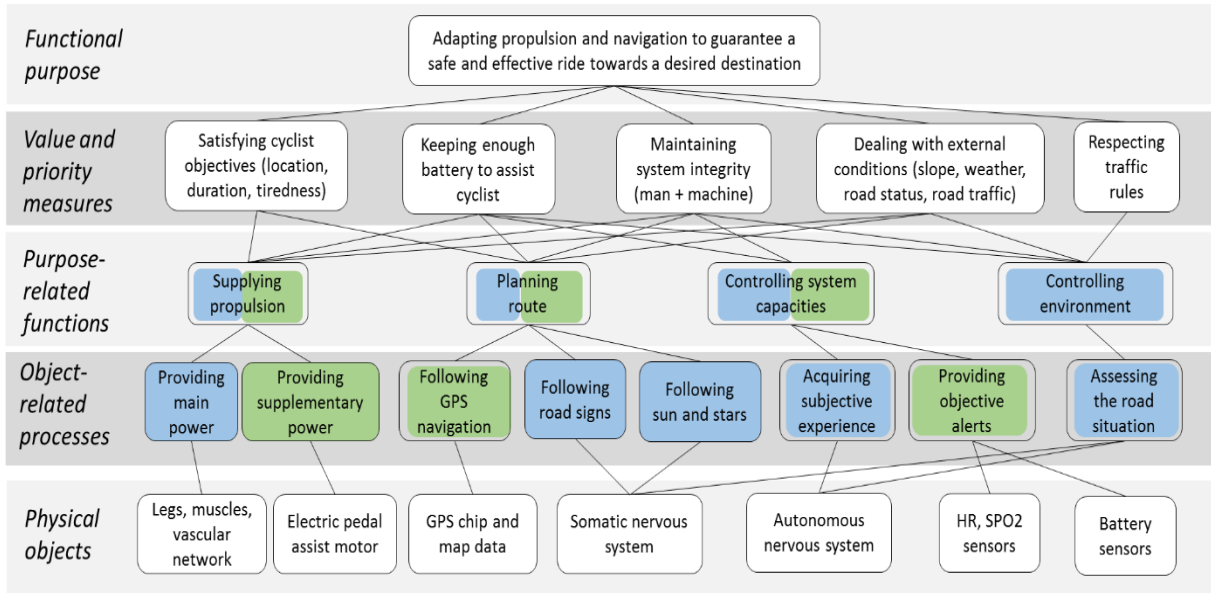 Functional
purpose
Adapting propulsion and navigation to guarantee a
safe and effective ride towards a desired destination
Value and
priority
measures
Satisfying cyclist
objectives (location,
duration, tiredness)
Keeping enough
battery to assist
cyclist
Maintaining
system integrity
(man + machine)
Dealing with external
conditions (slope, weather,
road status, road traffic)
Respecting
traffic
rules
Purpose-
related
functions
Supplying
propulsion
Planning
route
Controlling system
capacities
Controlling
environment
Object-
related
processes
Providing
main
power
Providing
supplementary
power
Following
GPS
navigation
Following
road signs
Following
sun and stars
Acquiring
subjective
experience
Providing
objective
alerts
Assessing
the road
situation
Physical
objects
Legs, muscles,
vascular
network
Electric pedal
assist motor
GPS chip and
map data
Somatic nervous
system
Autonomous
nervous system
HR, SPO2
sensors
Battery
sensors